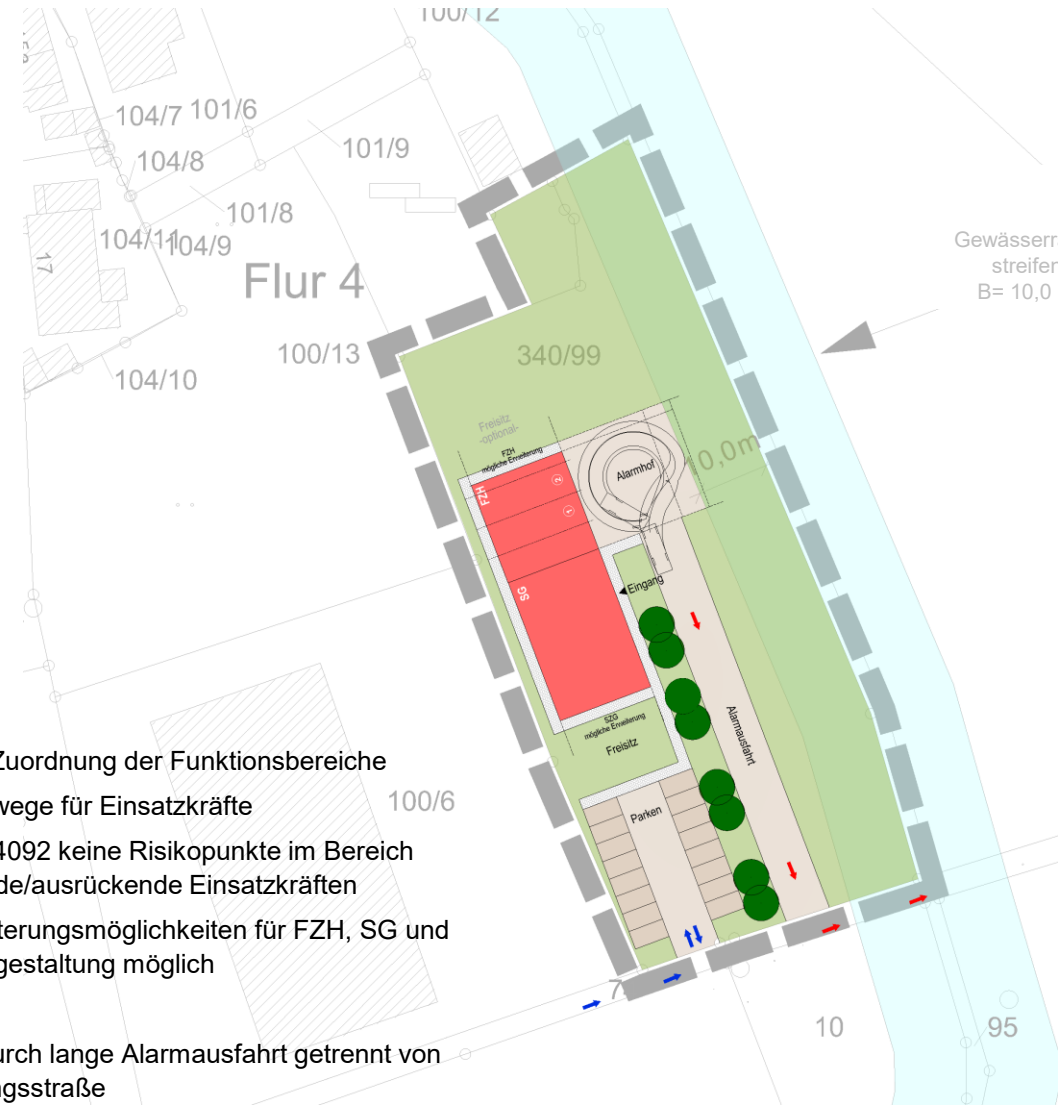 100/12
104/7 101/6
101/9
104/8
101/8
104/11
104/9
17
Flur 4
Gewässerr
streifer
B= 10,0
100/13
340/99
104/10
Freisitz
-optional-
FZH
mögliche Erweiterung
FZH
2
1
Alarmhof
0,0m
SG
Eingang
SZG
mögliche Erweiterung
Freisitz
Alarmausfahrt
Parken
Zuordnung der Funktionsbereiche
wege für Einsatzkräfte
100/6
4092 keine Risikopunkte im Bereich
de/ausrückende Einsatzkräften
terungsmöglichkeiten für FZH, SG und
gestaltung möglich
7
10
95
urch lange Alarmausfahrt getrennt von
ngsstraße